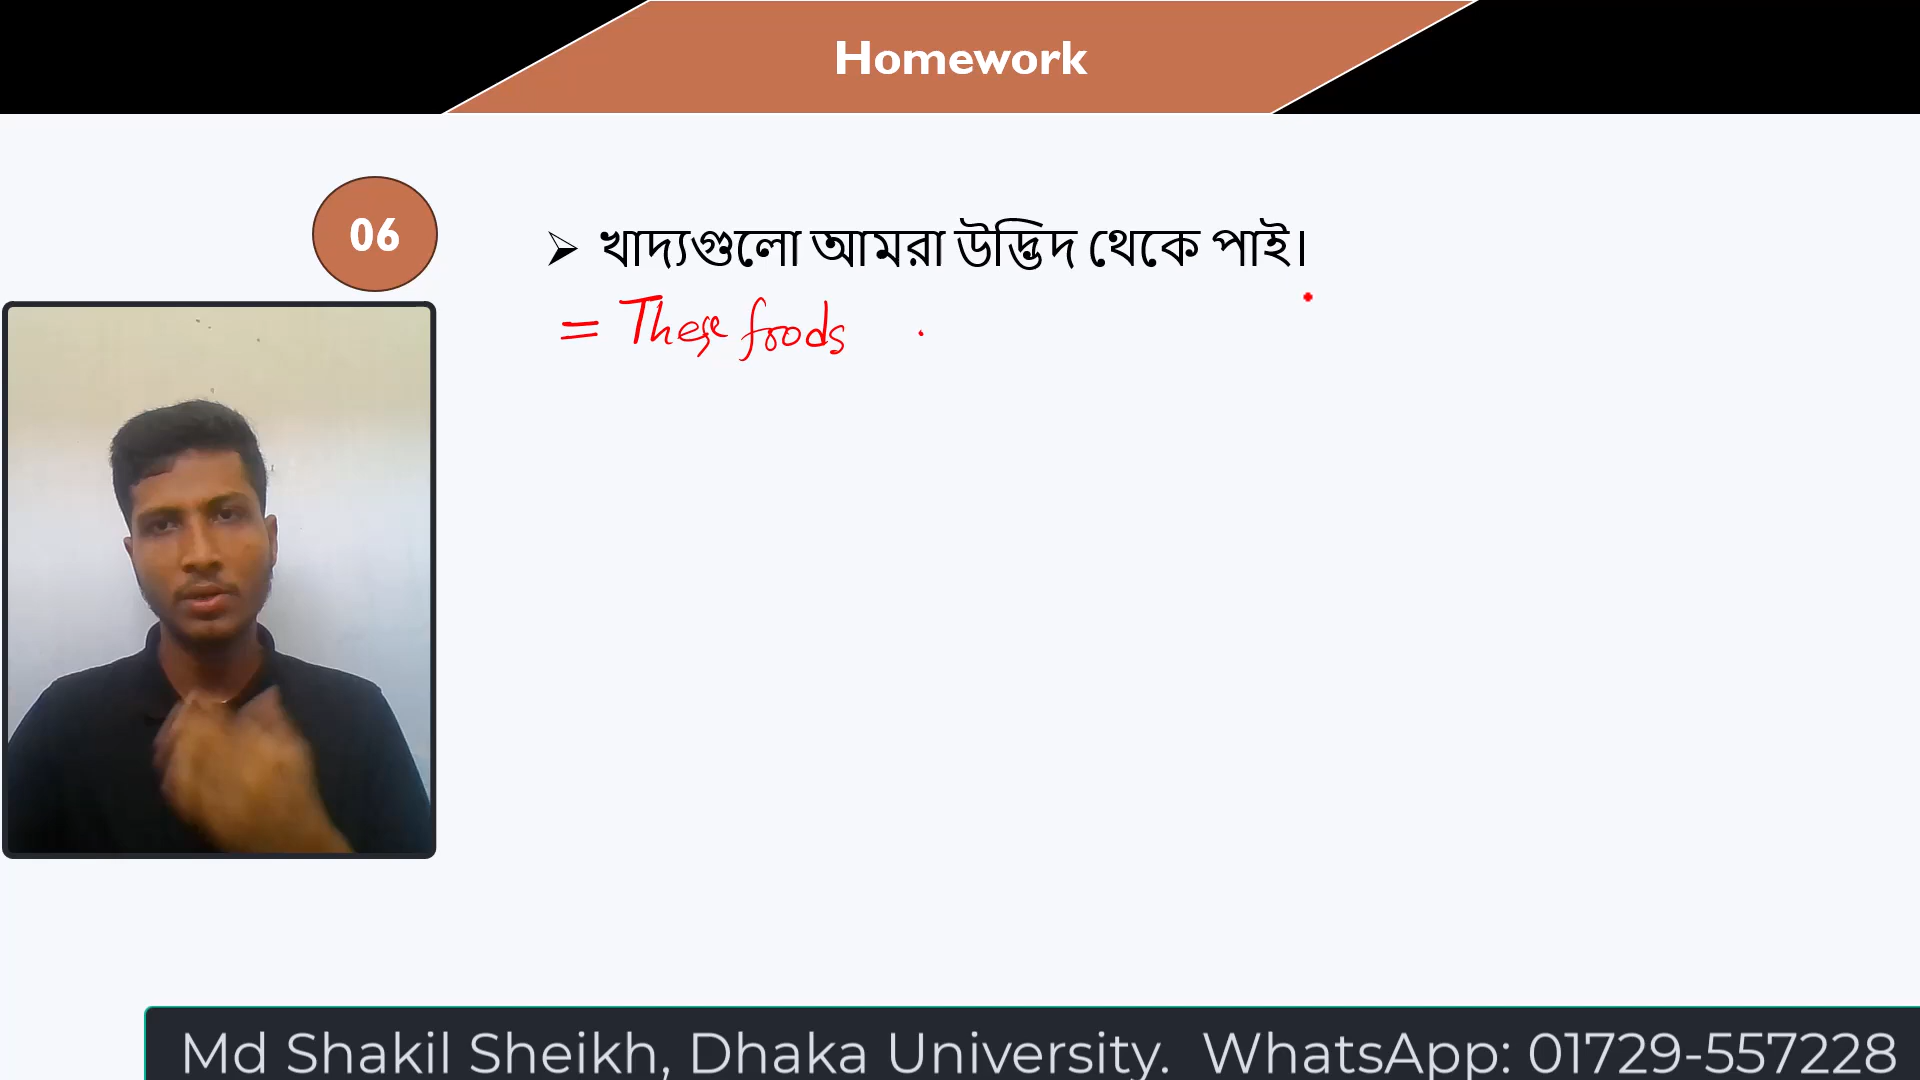 Homework
06
➢ খাদ্যগুলো আমরা উদ্ভিদ থেকে পাই।
= These foods
Md Shakil Sheikh, Dhaka University. WhatsApp: 01729-557228